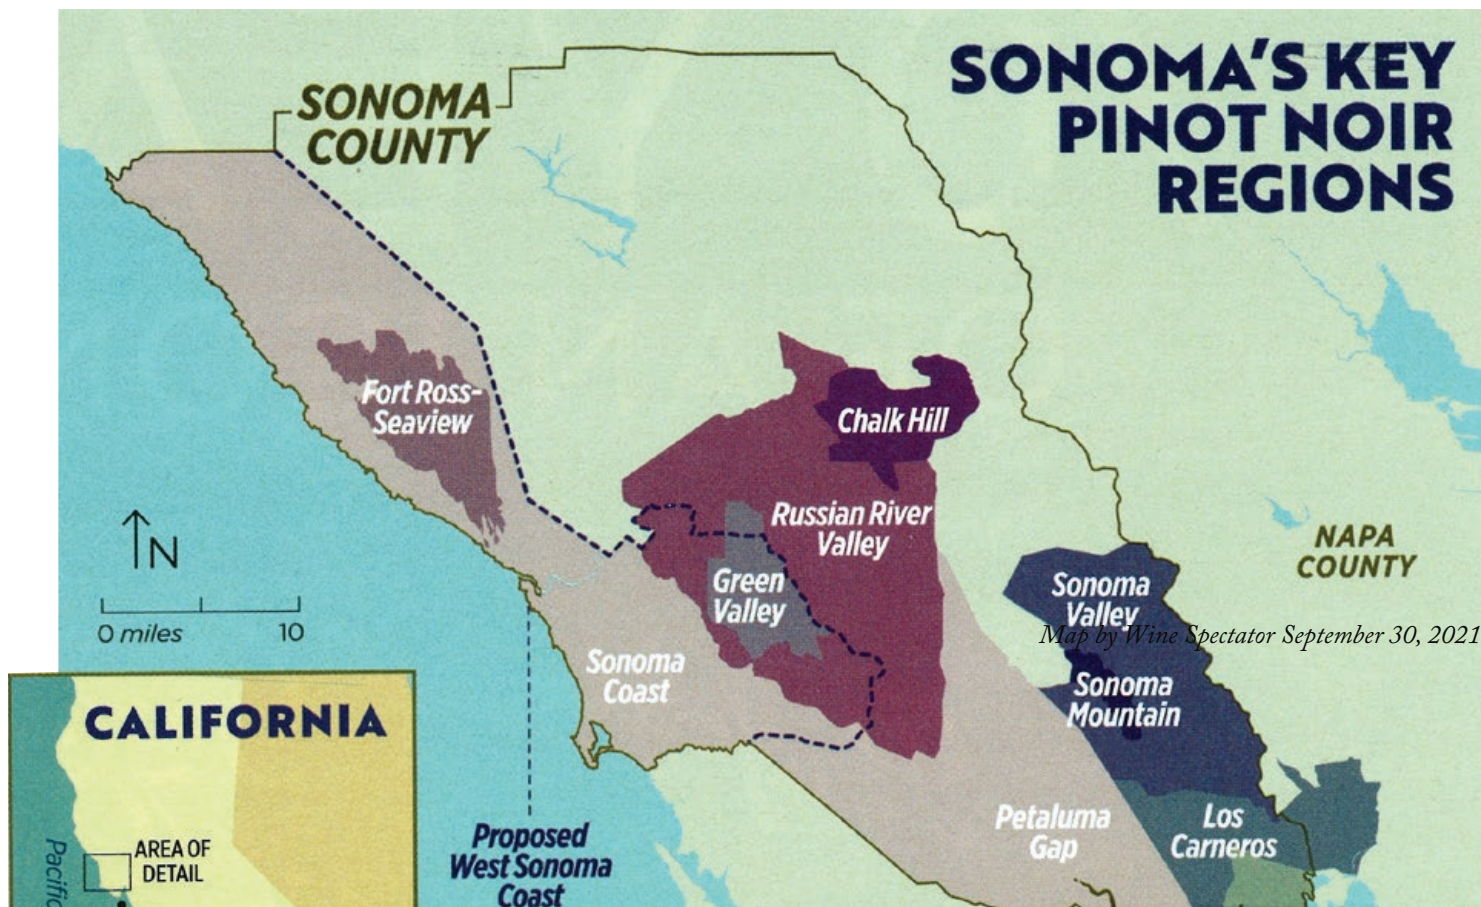 SONOMA'S KEY
PINOT NOIR
REGIONS
SONOMA
COUNTY
Fort Ross-
Seaview
Chalk Hill
Russian River
Valley
Green
Valley
NAPA
COUNTY
Sonoma
Valley
Map by Wine Spectator September 30, 2021
N
0 miles
10
Sonoma
Coast
Sonoma
Mountain
CALIFORNIA
Petaluma
Gap
Los
Carneros
Proposed
West Sonoma
Coast
AREA OF
DETAIL
Pacific